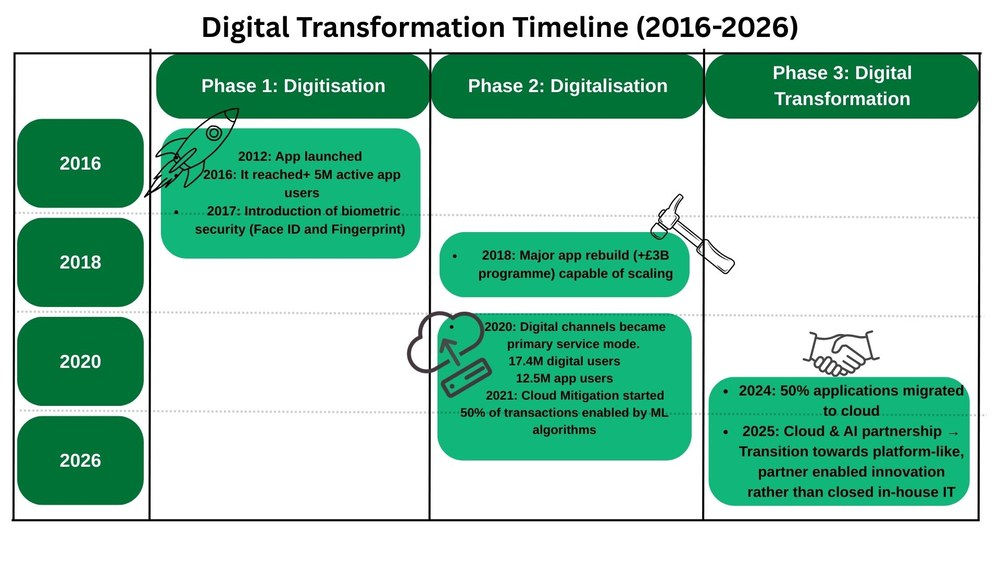 Digital Transformation Timeline (2016-2026)
Phase 1: Digitisation
Phase 2: Digitalisation
Phase 3: Digital
Transformation
2016
2012: App launched
• 2016: It reached+ 5M active app
users
• 2017: Introduction of biometric
security (Face ID and Fingerprint)
2018
• 2018: Major app rebuild (+£3B
programme) capable of scaling
2020
• 2020: Digital channels became
primary service mode.
17.4M digital users
12.5M app users
2021: Cloud Mitigation started
50% of transactions enabled by ML
algorithms
• 2024: 50% applications migrated
to cloud
• 2025: Cloud & AI partnership →
Transition towards platform-like,
partner enabled innovation
rather than closed in-house IT
2026